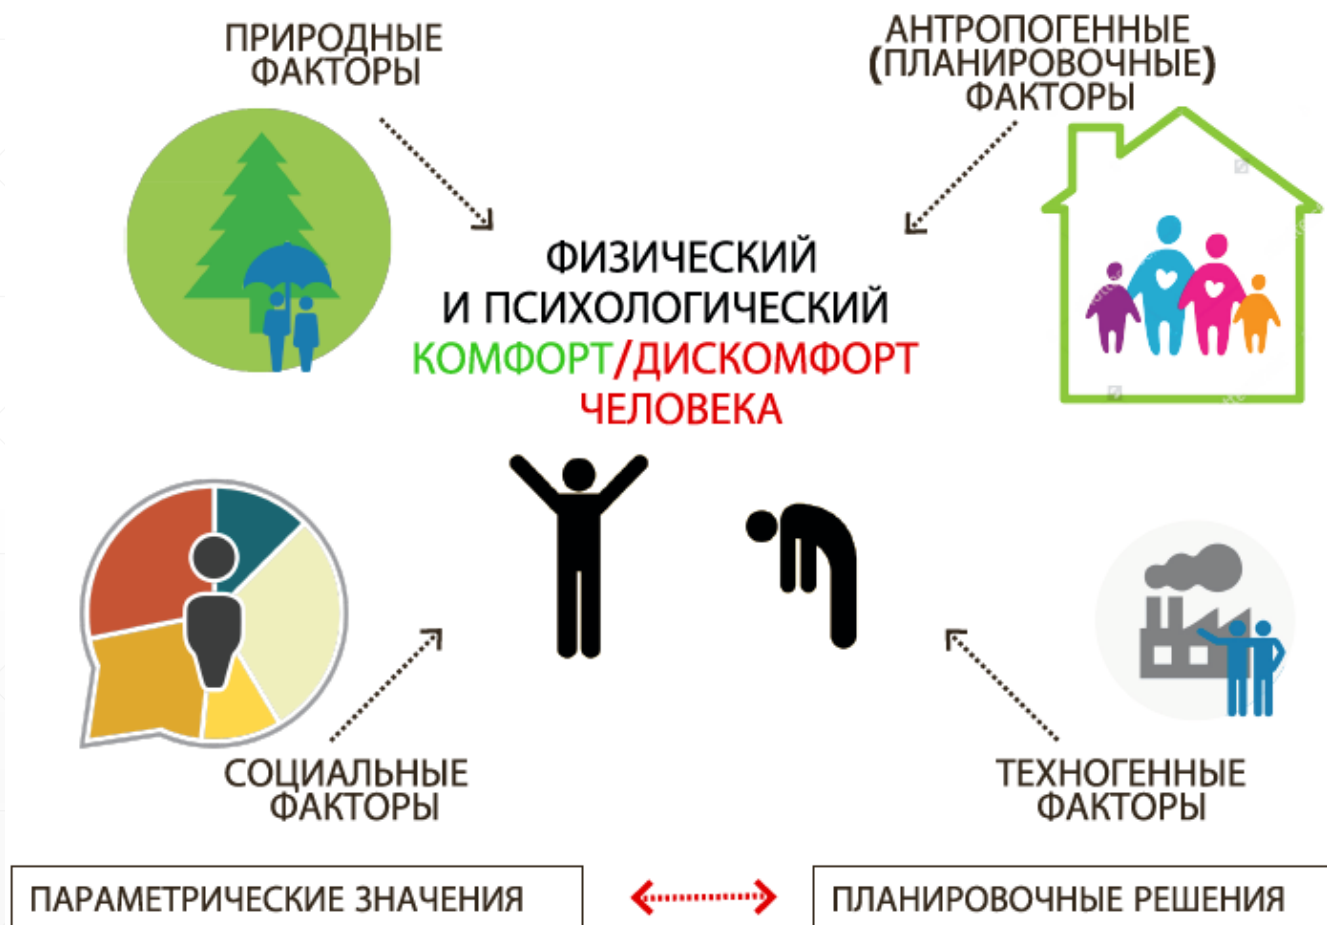 ПРИРОДНЫЕ
ФАКТОРЫ
АНТРОПОГЕННЫЕ
(ПЛАНИРОВОЧНЫЕ)
ФАКТОРЫ
ФИЗИЧЕСКИЙ
И ПСИХОЛОГИЧЕСКИЙ
КОМФОРТ/ДИСКОМФОРТ
ЧЕЛОВЕКА
СОЦИАЛЬНЫЕ
ФАКТОРЫ
ТЕХНОГЕННЫЕ
ФАКТОРЫ
ПАРАМЕТРИЧЕСКИЕ ЗНАЧЕНИЯ
ПЛАНИРОВОЧНЫЕ РЕШЕНИЯ